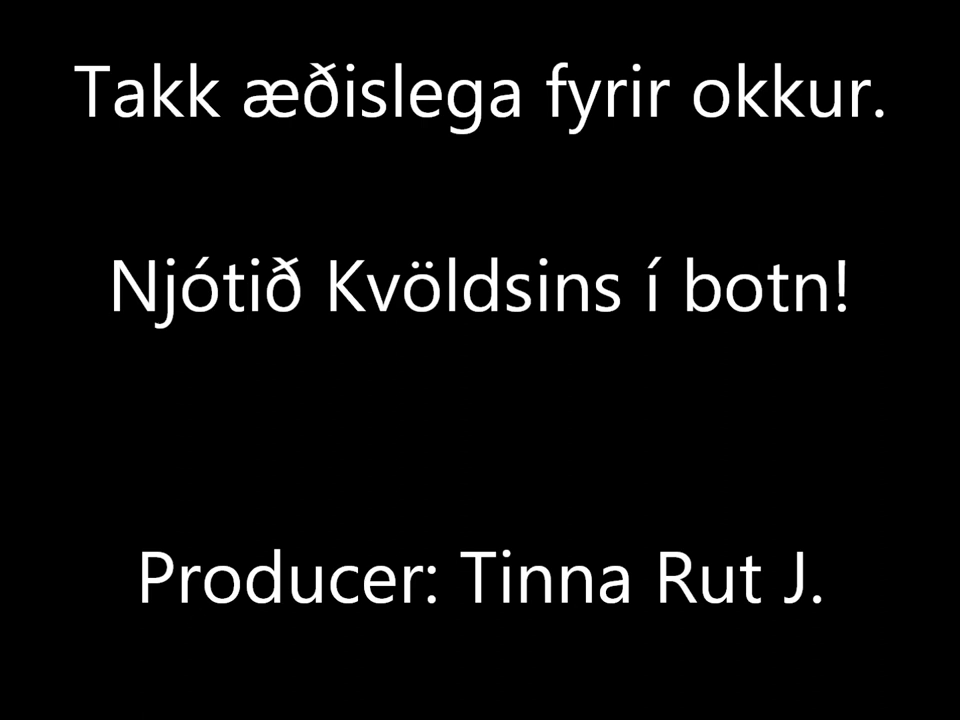 Takk æðislega fyrir okkur.
Njótið Kvöldsins í botn!
Producer: Tinna Rut J.